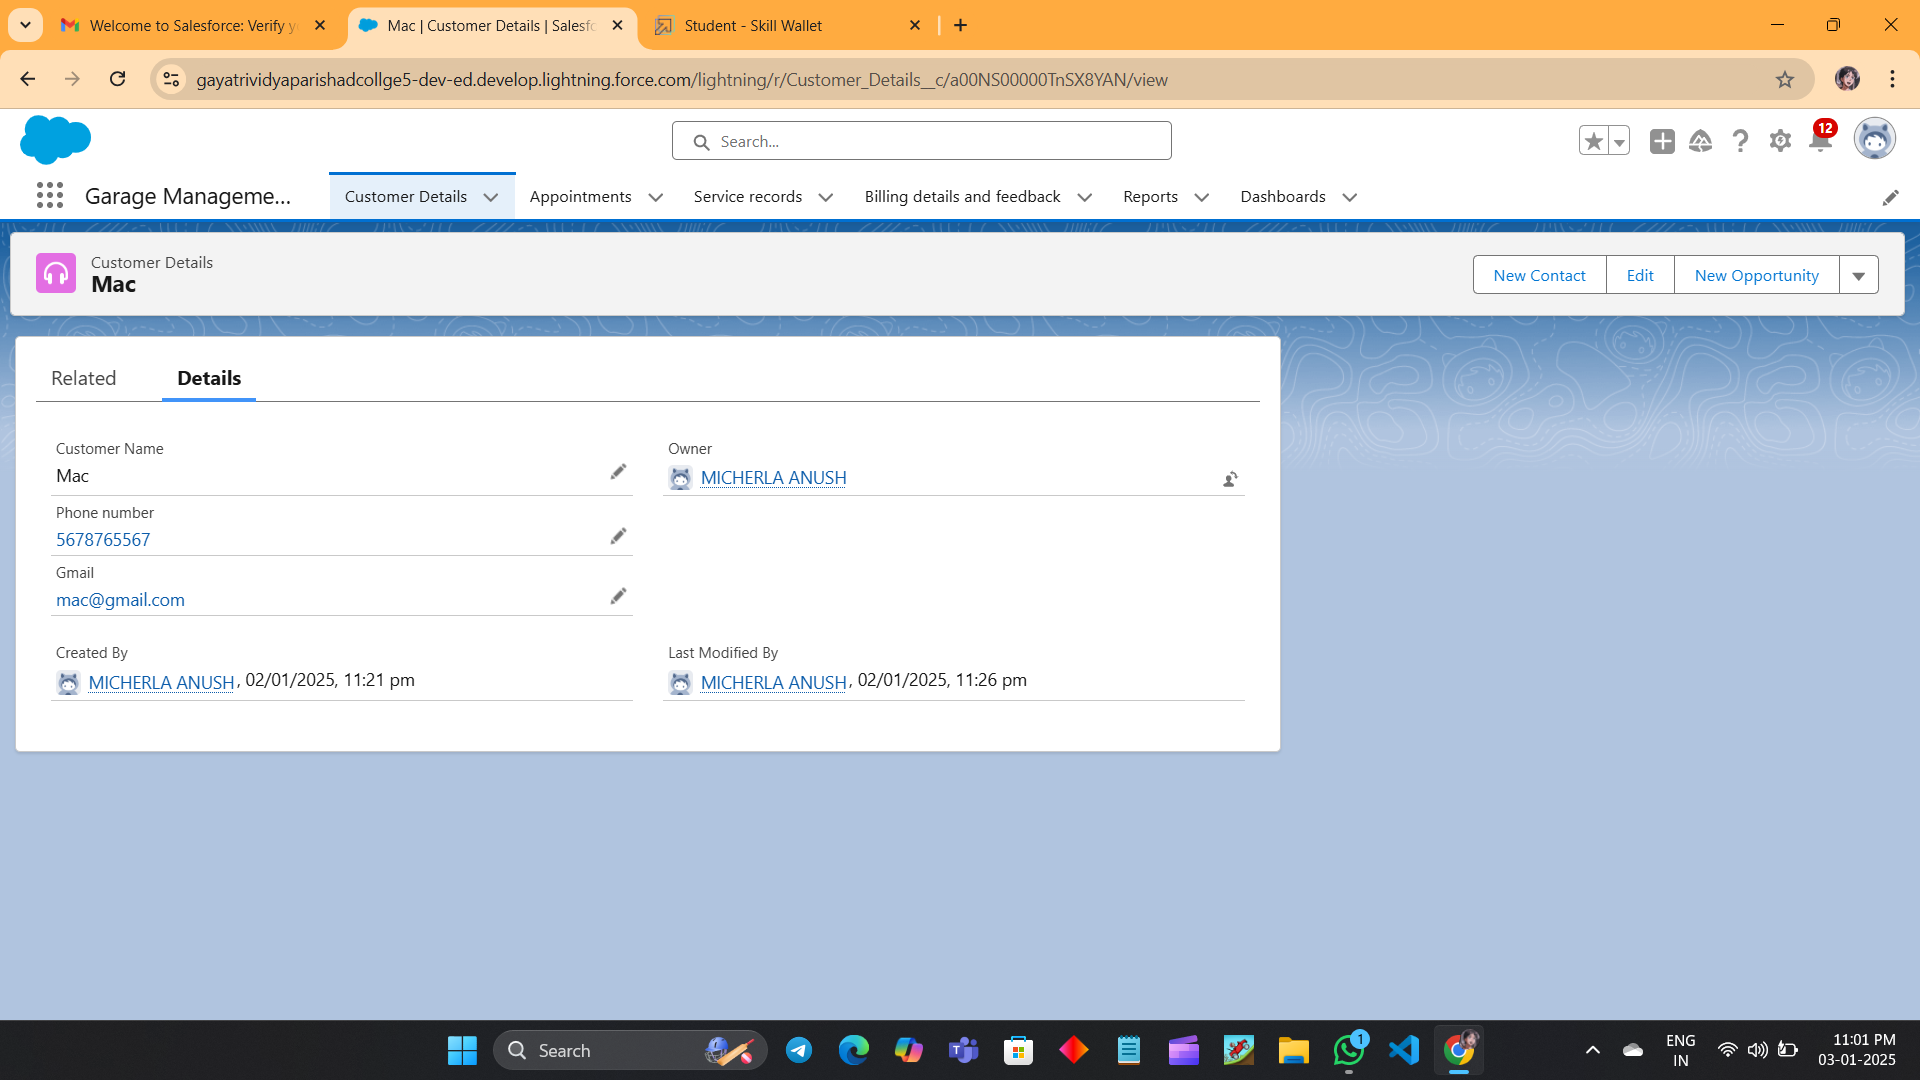 Welcome to Salesforce: Verify y
Mac | Customer Details | Salesfo
Student - Skill Wallet
gayatrividyaparishadcollge5-dev-ed.develop.lightning.force.com/lightning/r/Customer_Details__c/a00NS00000TnSX8YAN/view
Search...
12
Garage Manageme...
Customer Details
Appointments
Service records
Billing details and feedback
Reports
Dashboards
Customer Details
Mac
New Contact
Edit
New Opportunity
Related
Details
Customer Name
Mac
Owner
MICHERLA ANUSH
Phone number
5678765567
Gmail
mac@gmail.com
Created By
MICHERLA ANUSH, 02/01/2025, 11:21 pm
Last Modified By
MICHERLA ANUSH, 02/01/2025, 11:26 pm
Search
1
ENG
IN
11:01 PM
03-01-2025